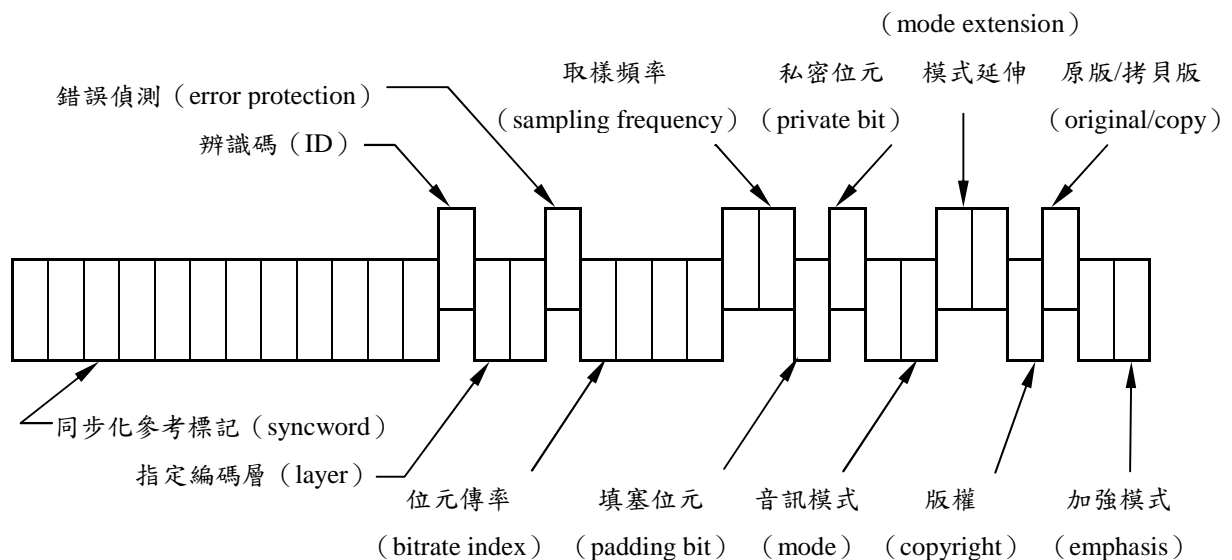 （mode extension）
取樣頻率 私密位元 模式延伸 原版/拷貝版
錯誤偵測（error protection）
（sampling frequency）（private bit） （original/copy）
辨識碼（ID）
同步化參考標記（syncword）
指定編碼層（layer）
位元傳率 填塞位元 音訊模式 版權 加強模式
（bitrate index） （padding bit） （mode） （copyright） （emphasis）